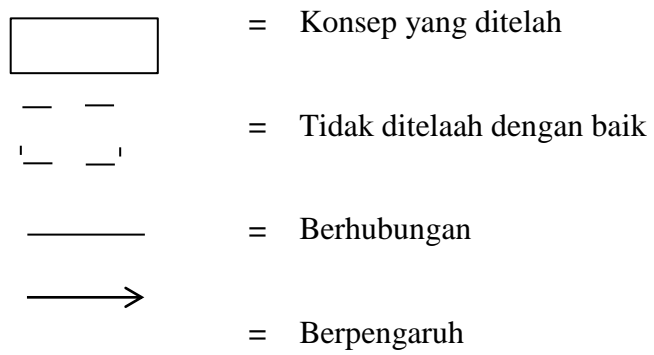 = Konsep yang ditelah
= Tidak ditelaah dengan baik
= Berhubungan
= Berpengaruh